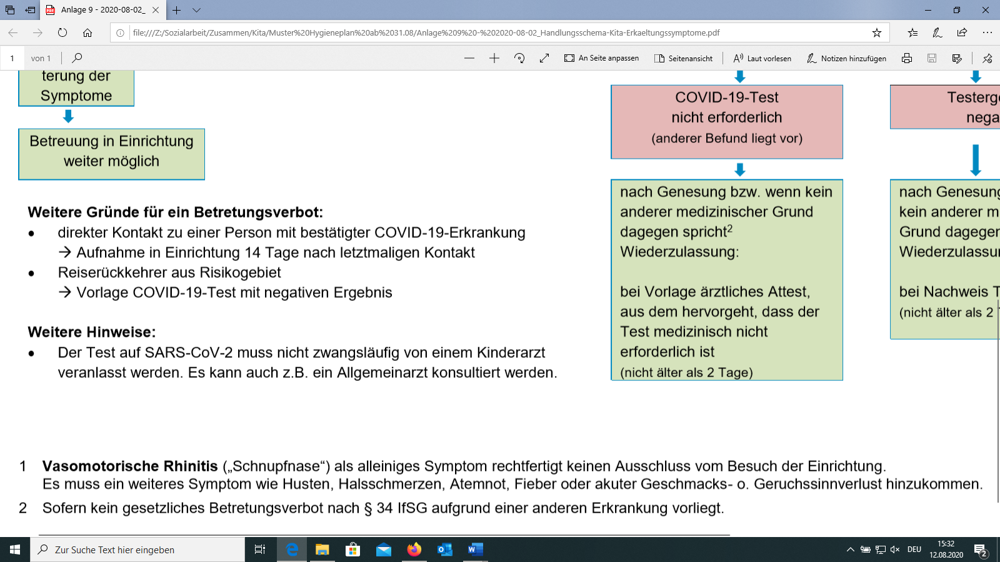 Anlage 9 - 2020-08-02_
file:///Z:/Sozialarbeit/Zusammen/Kita/Muster%20Hygieneplan%20ab%2031.08/Anlage%209%20-%202020-08-02_Handlungsschema-Kita-Erkaeltungssymptome.pdf
1 von 1
An Seite anpassen
Seitenansicht
Laut vorlesen
Notizen hinzufügen
terung der
Symptome
Betreuung in Einrichtung
weiter möglich
COVID-19-Test
nicht erforderlich
(anderer Befund liegt vor)
Testerge
nega
nach Genesung bzw. wenn kein
anderer medizinischer Grund
dagegen spricht²
Wiederzulassung:
bei Vorlage ärztliches Attest,
aus dem hervorgeht, dass der
Test medizinisch nicht
erforderlich ist
(nicht älter als 2 Tage)
nach Genesung
kein anderer m
Grund dagegen
Wiederzulassu
bei Nachweis T
(nicht älter als 2
Weitere Gründe für ein Betretungsverbot:
• direkter Kontakt zu einer Person mit bestätigter COVID-19-Erkrankung
→ Aufnahme in Einrichtung 14 Tage nach letztmaligen Kontakt
• Reiserückkehrer aus Risikogebiet
→ Vorlage COVID-19-Test mit negativen Ergebnis
Weitere Hinweise:
• Der Test auf SARS-CoV-2 muss nicht zwangsläufig von einem Kinderarzt
veranlasst werden. Es kann auch z.B. ein Allgemeinarzt konsultiert werden.
1 Vasomotorische Rhinitis („Schnupfnase“) als alleiniges Symptom rechtfertigt keinen Ausschluss vom Besuch der Einrichtung.
Es muss ein weiteres Symptom wie Husten, Halsschmerzen, Atemnot, Fieber oder akuter Geschmacks- o. Geruchssinnverlust hinzukommen.
2 Sofern kein gesetzliches Betretungsverbot nach § 34 IfSG aufgrund einer anderen Erkrankung vorliegt.
Zur Suche Text hier eingeben
DEU
15:32
12.08.2020
2